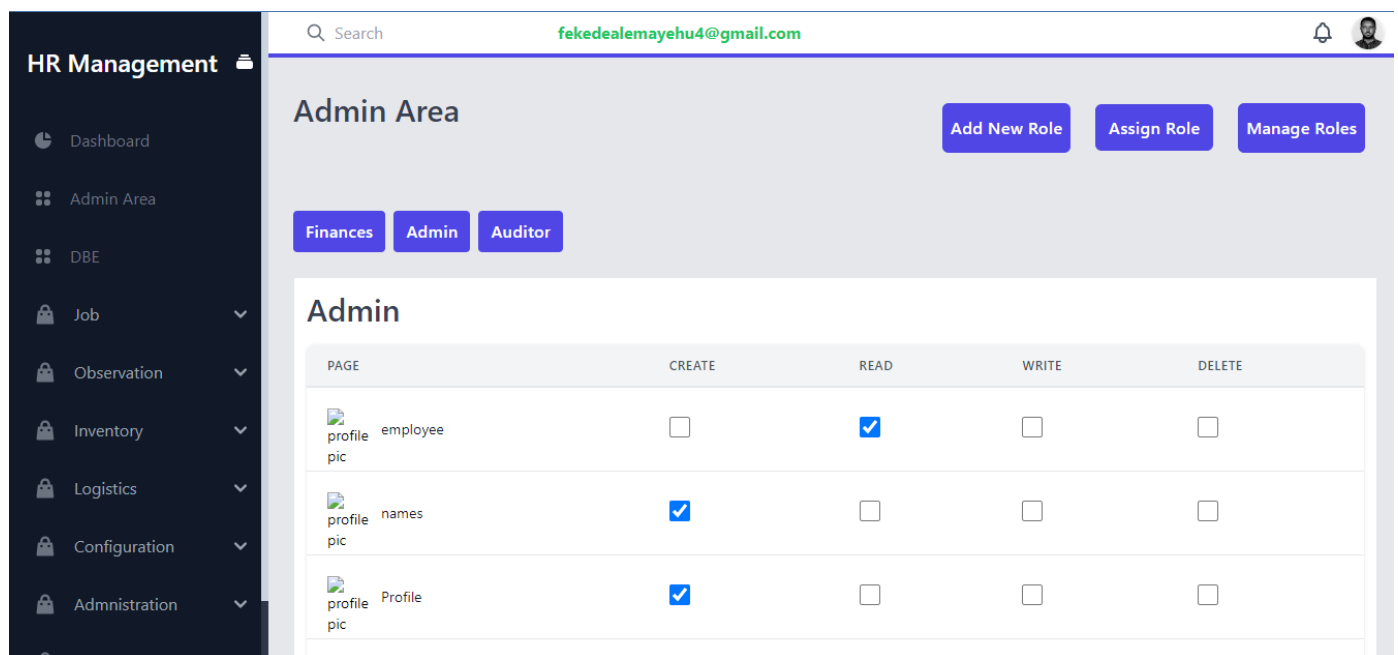 Search
fekedealemayehu4@gmail.com
HR Management
Dashboard
Admin Area
DBE
Job
Observation
Inventory
Logistics
Configuration
Admnistration
Admin Area
Add New Role
Assign Role
Manage Roles
Finances
Admin
Auditor
Admin
PAGE CREATE READ WRITE DELETE
profile
pic
employee
profile
pic
names
profile
pic
Profile